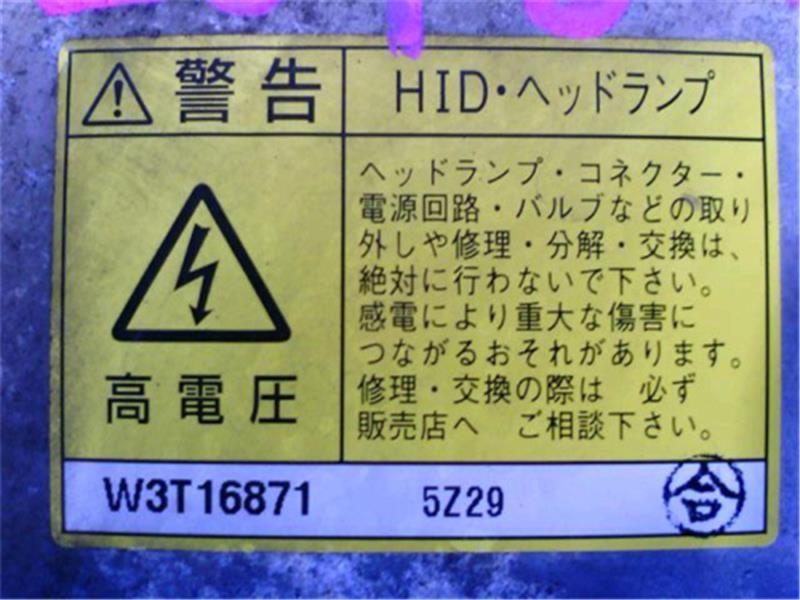 警告
HID・ヘッドランプ
高電圧
ヘッドランプ・コネクター・
電源回路・バルブなどの取り
外しや修理・分解・交換は、
絶対に行わないで下さい。
感電により重大な傷害に
つながるおそれがあります。
修理・交換の際は 必ず
販売店へ ご相談下さい。
W3T16871 5Z29
合